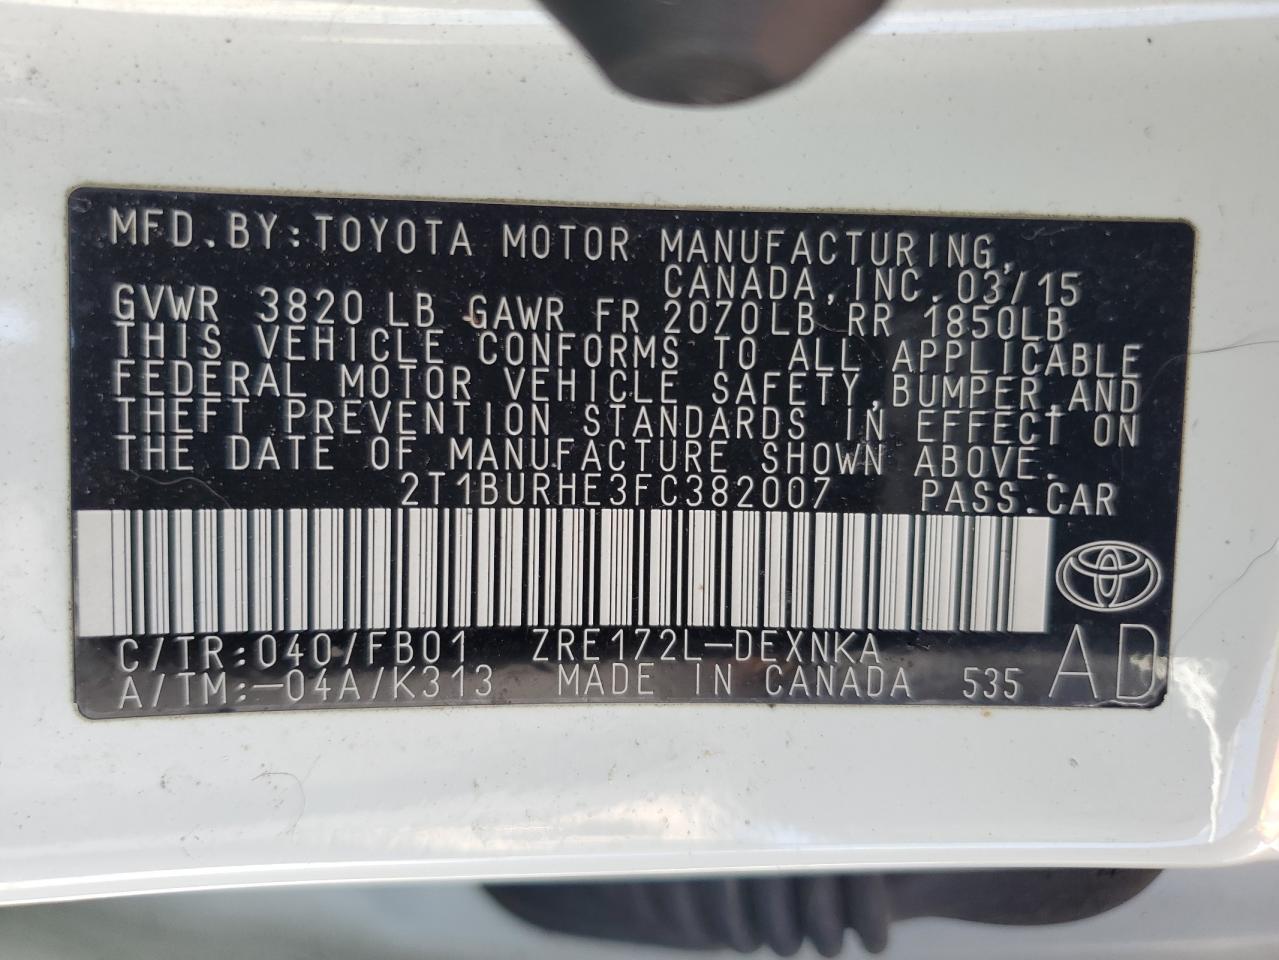 MFD.BY:TOYOTA MOTOR MANUFACTURING,
CANADA,INC.03/15
GVWR 3820 LB GAWR FR 2070LB RR 1850LB
THIS VEHICLE CONFORMS TO ALL APPLICABLE
FEDERAL MOTOR VEHICLE SAFETY,BUMPER,AND
THEFT PREVENTION STANDARDS IN EFFECT ON
THE DATE OF MANUFACTURE SHOWN ABOVE.
2T1BURHE3FC382007 PASS.CAR
C/TR:040/FB01 ZRE172L-DEXNKA
A/TM:-04A/K313 MADE IN CANADA 535 AD